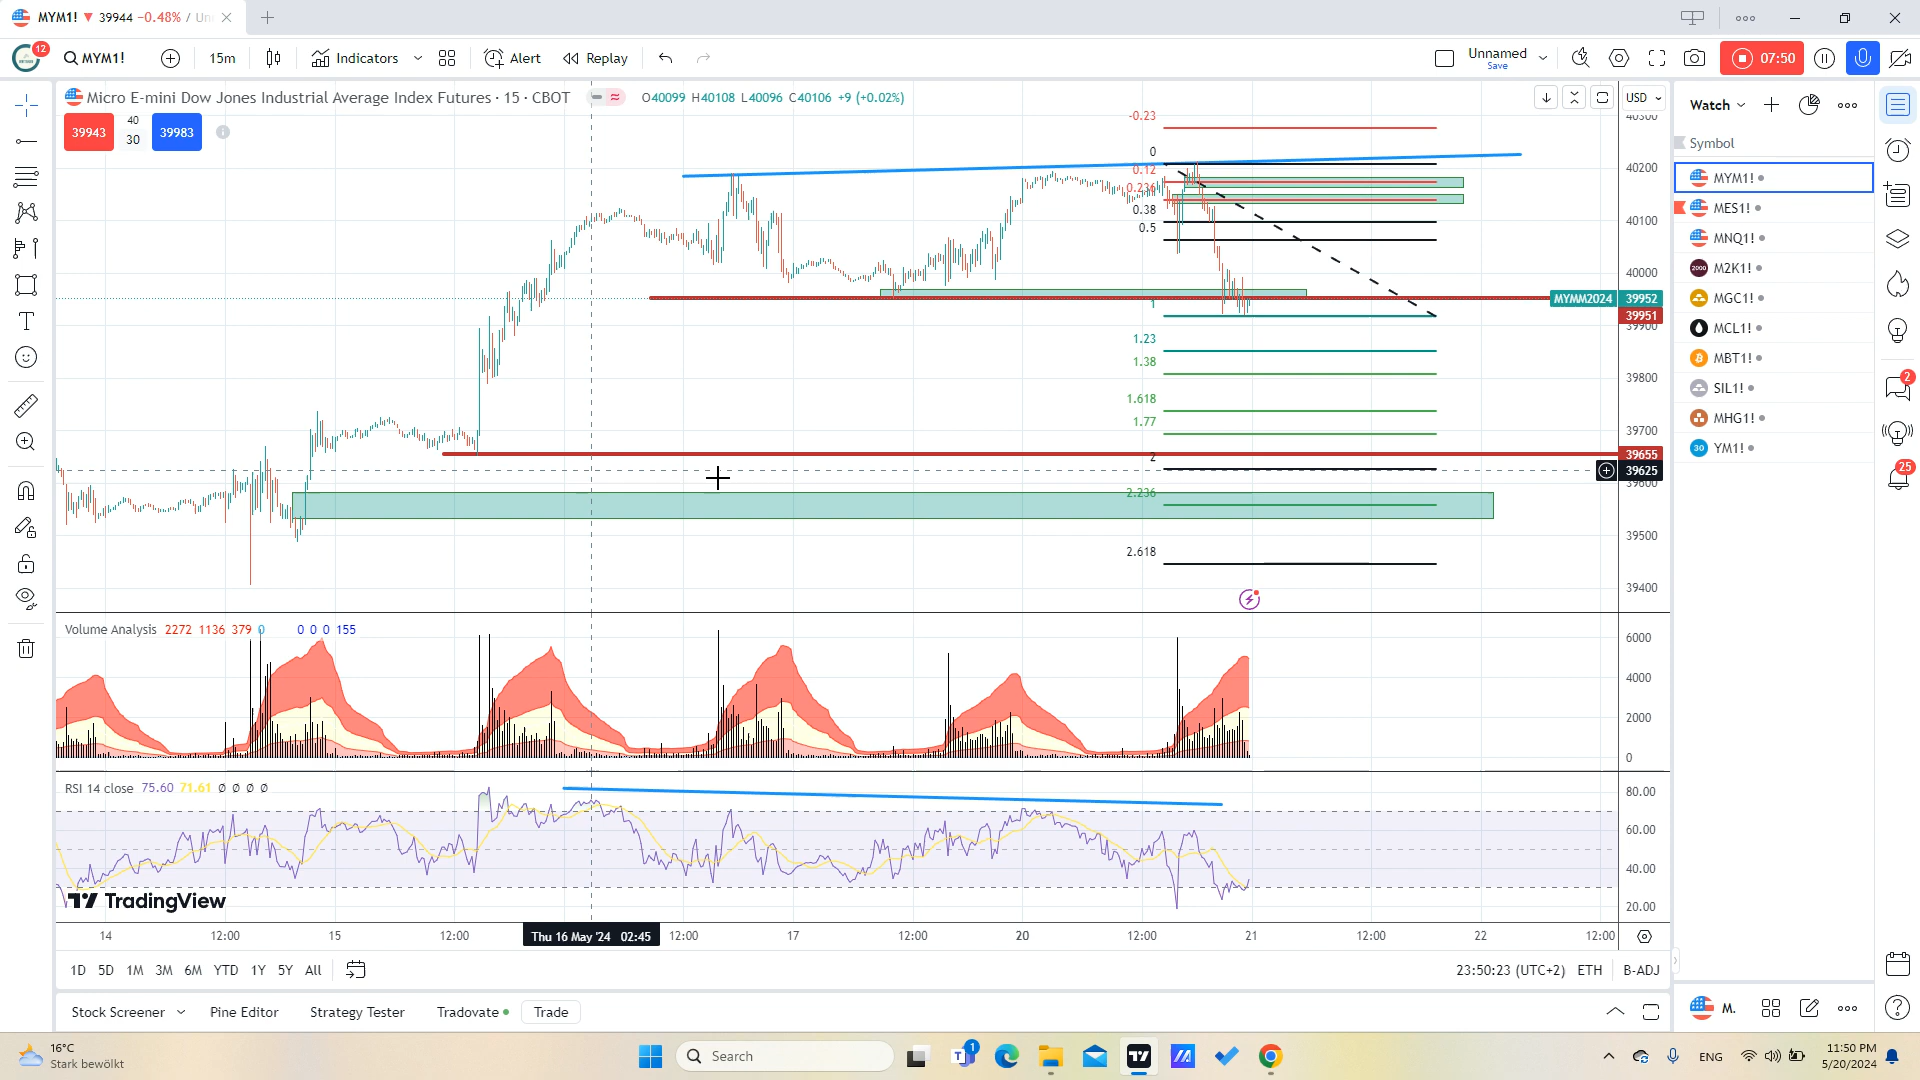 MYM1! ▼ 39944 −0.48% / Un
12
MYM1!
15m
Indicators
Alert
Replay
Unnamed
Save
07:50
Micro E-mini Dow Jones Industrial Average Index Futures · 15 · CBOT
O40099 H40108 L40096 C40106 +9 (+0.02%)
USD
39943
40
30
39983
-0.23
0
0.12
0.236
0.38
0.5
1
1.23
1.38
1.618
1.77
2
2.236
2.618
40300
40200
40100
40000
39900
39800
39700
39600
39500
39400
MYMM2024 39952
39951
39655
39625
Volume Analysis 2272 1136 379 0 0 0 0 155
6000
4000
2000
0
RSI 14 close 75.60 71.61 Ø Ø Ø Ø
80.00
60.00
40.00
20.00
TradingView
14
12:00
15
12:00
Thu 16 May '24 02:45
12:00
17
12:00
20
12:00
21
12:00
22
12:00
1D 5D 1M 3M 6M YTD 1Y 5Y All
23:50:23 (UTC+2) ETH B-ADJ
Stock Screener
Pine Editor
Strategy Tester
Tradovate
Trade
Watch
Symbol
MYM1!
MES1!
MNQ1!
2000 M2K1!
MGC1!
MCL1!
MBT1!
SIL1!
MHG1!
30 YM1!
2
25
M.
16°C
Stark bewölkt
Search
1
ENG
11:50 PM
5/20/2024